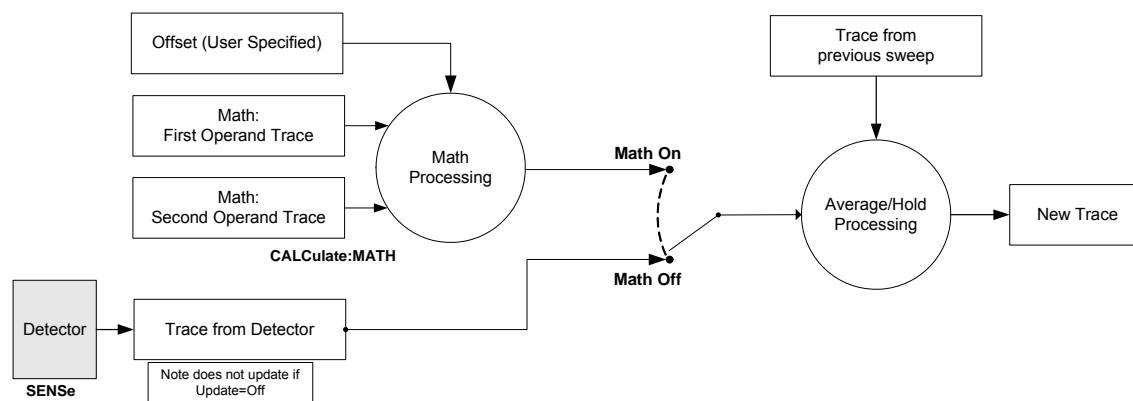 Offset (User Specified)
Math:
First Operand Trace
Math:
Second Operand Trace
Math
Processing
CALCulate:MATH
Detector
SENSe
Trace from Detector
Note does not update if
Update=Off
Math On
Math Off
Trace from
previous sweep
Average/Hold
Processing
New Trace